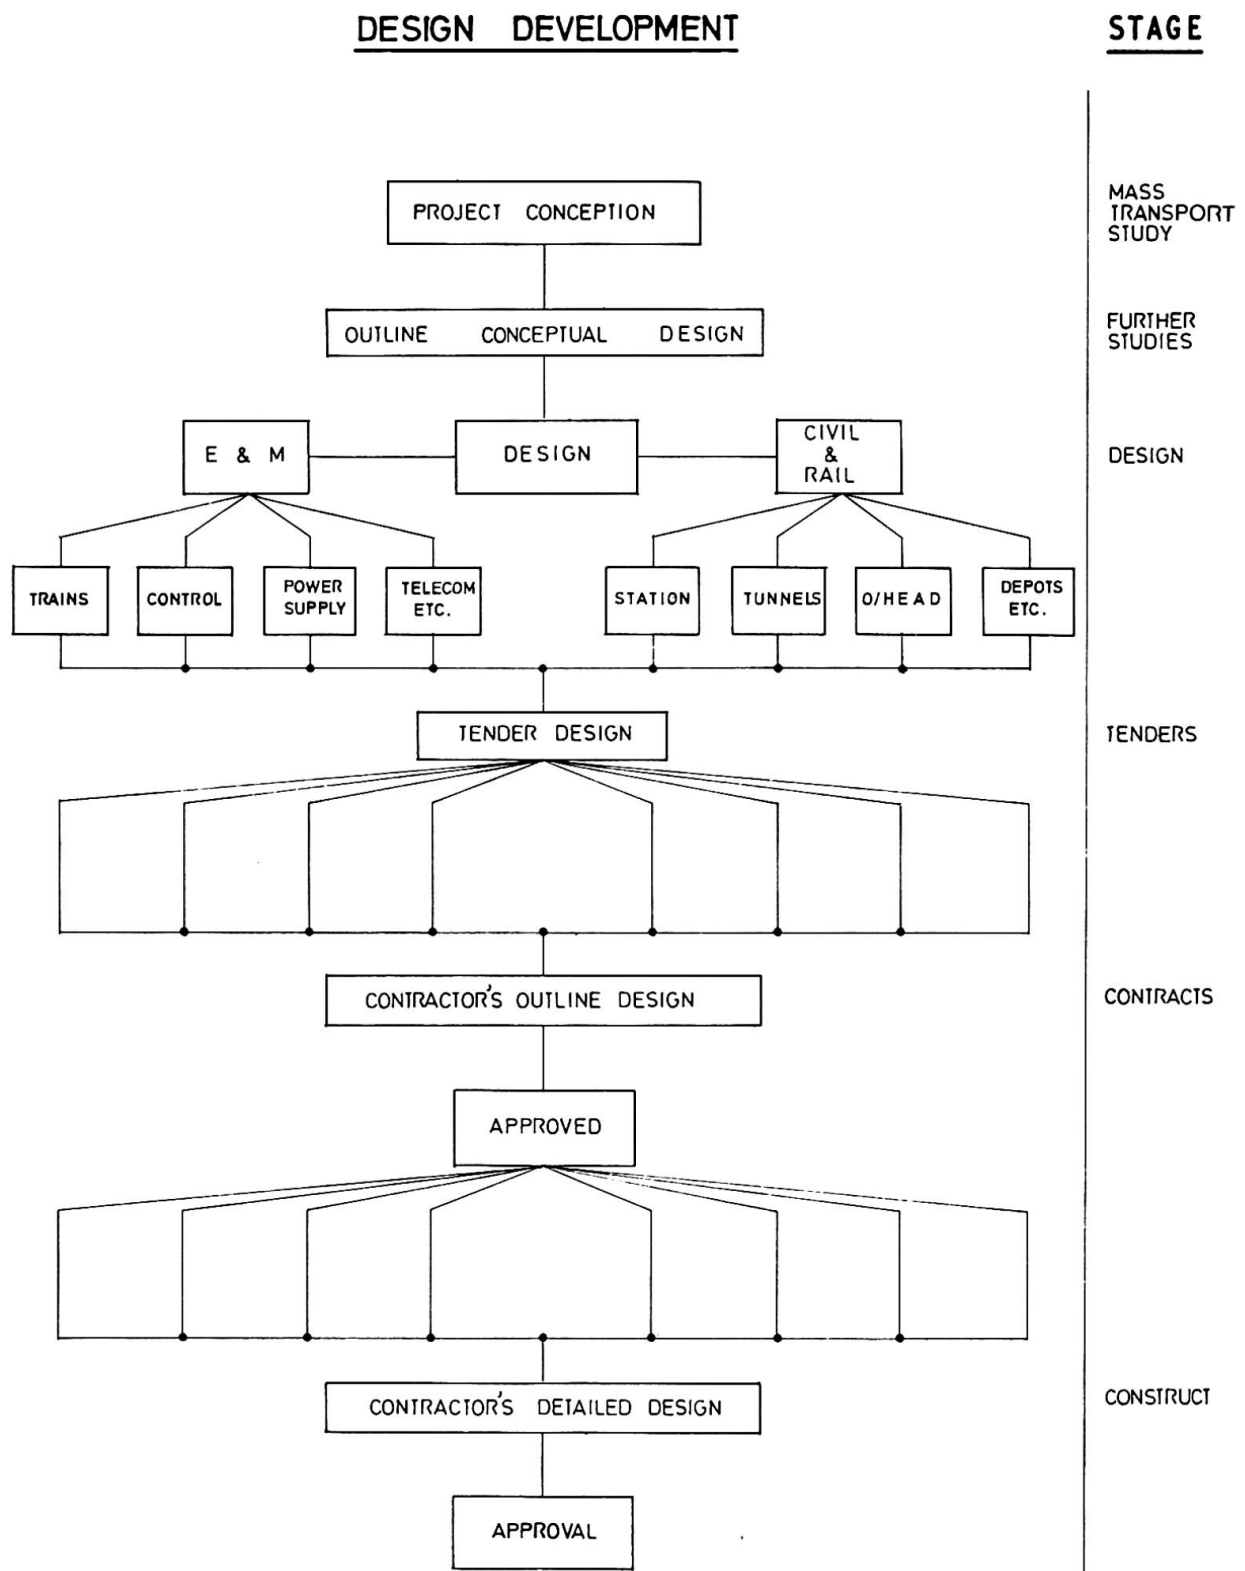 DESIGN DEVELOPMENT
STAGE
PROJECT CONCEPTION
MASS
TRANSPORT
STUDY
OUTLINE CONCEPTUAL DESIGN
FURTHER
STUDIES
E & M
DESIGN
CIVIL
&
RAIL
DESIGN
TRAINS
CONTROL
POWER
SUPPLY
TELECOM
ETC.
STATION
TUNNELS
O/HEAD
DEPOTS
ETC.
TENDER DESIGN
TENDERS
CONTRACTOR'S OUTLINE DESIGN
CONTRACTS
APPROVED
CONTRACTOR'S DETAILED DESIGN
CONSTRUCT
APPROVAL